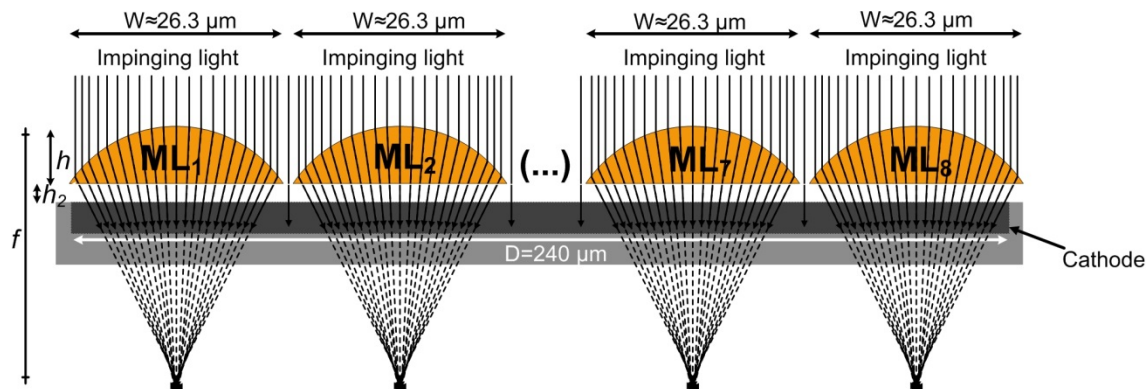 W≈26.3 µm W≈26.3 µm W≈26.3 µm W≈26.3 µm
Impinging light Impinging light Impinging light Impinging light
h
ML1 ML2 (...) ML7 ML8
h2
f
D=240 µm
Cathode